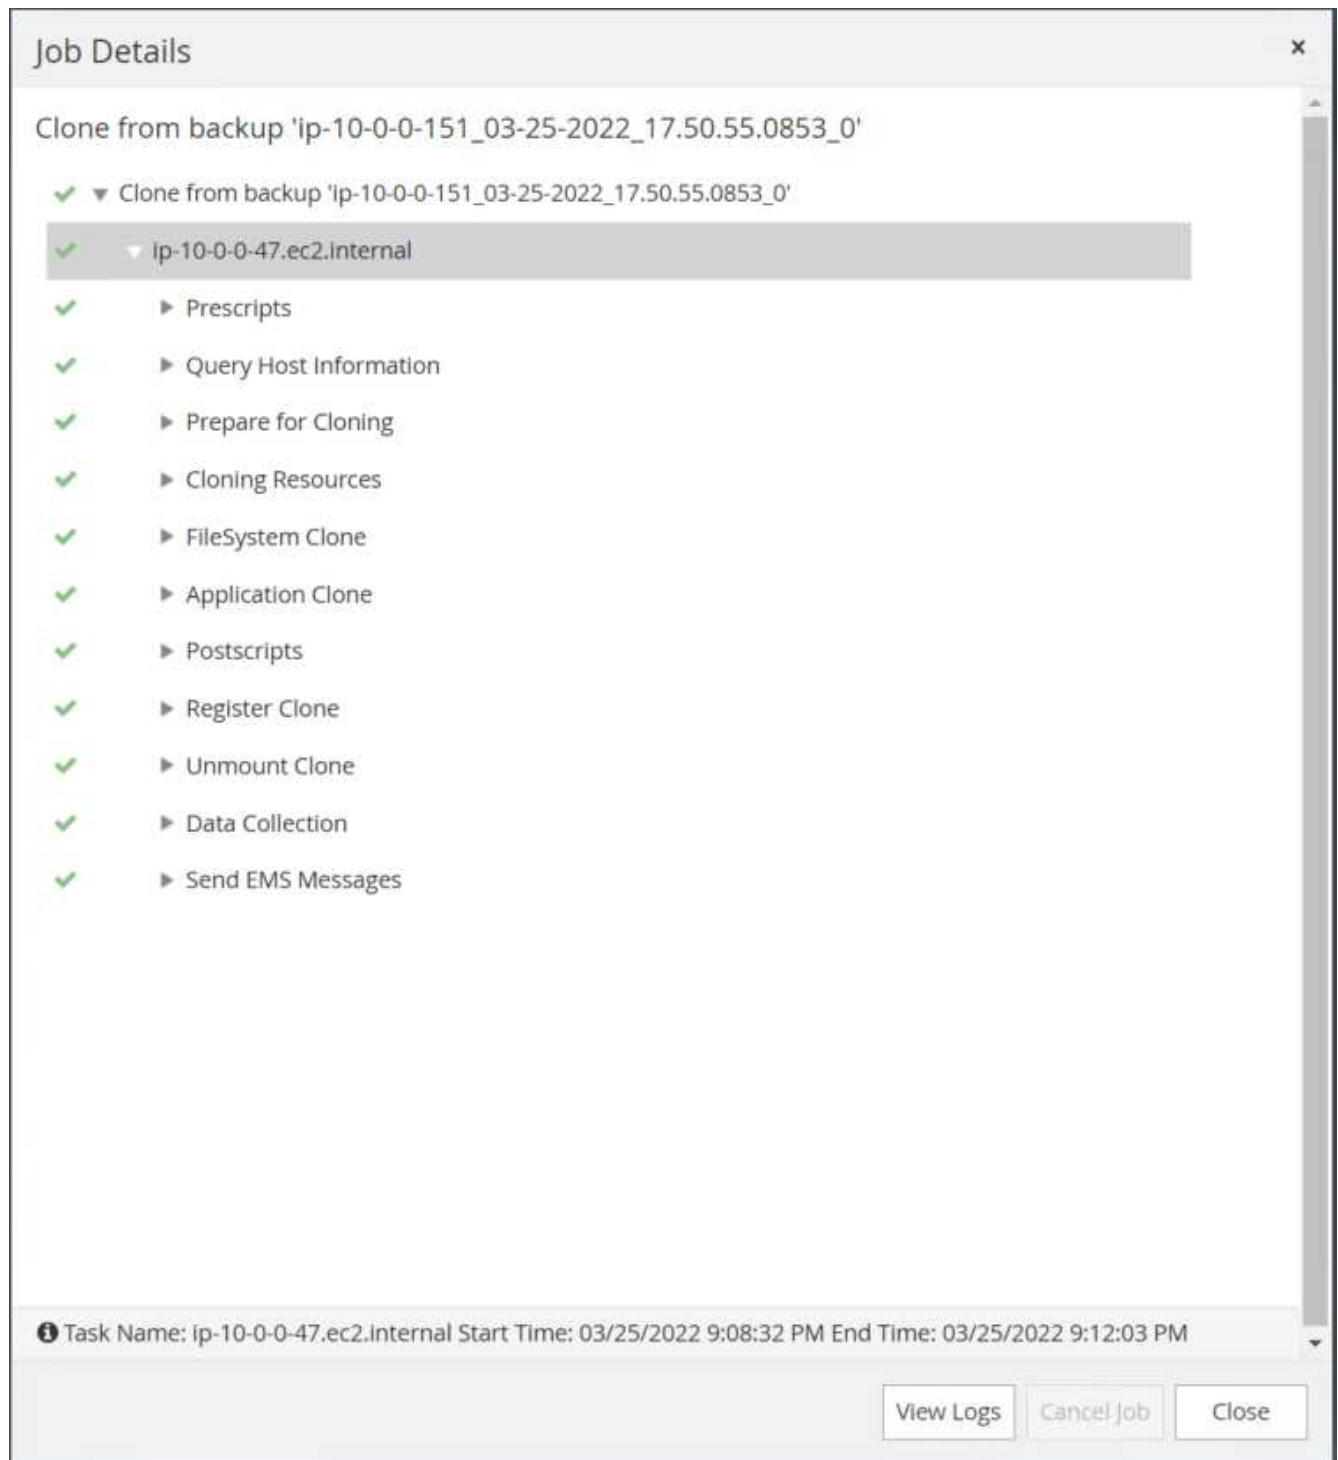 Job Details
Clone from backup 'ip-10-0-0-151_03-25-2022_17.50.55.0853_0'
Clone from backup 'ip-10-0-0-151_03-25-2022_17.50.55.0853_0'
ip-10-0-0-47.ec2.internal
Prescripts
Query Host Information
Prepare for Cloning
Cloning Resources
FileSystem Clone
Application Clone
Postscripts
Register Clone
Unmount Clone
Data Collection
Send EMS Messages
Task Name: ip-10-0-0-47.ec2.internal Start Time: 03/25/2022 9:08:32 PM End Time: 03/25/2022 9:12:03 PM
View Logs Cancel Job Close